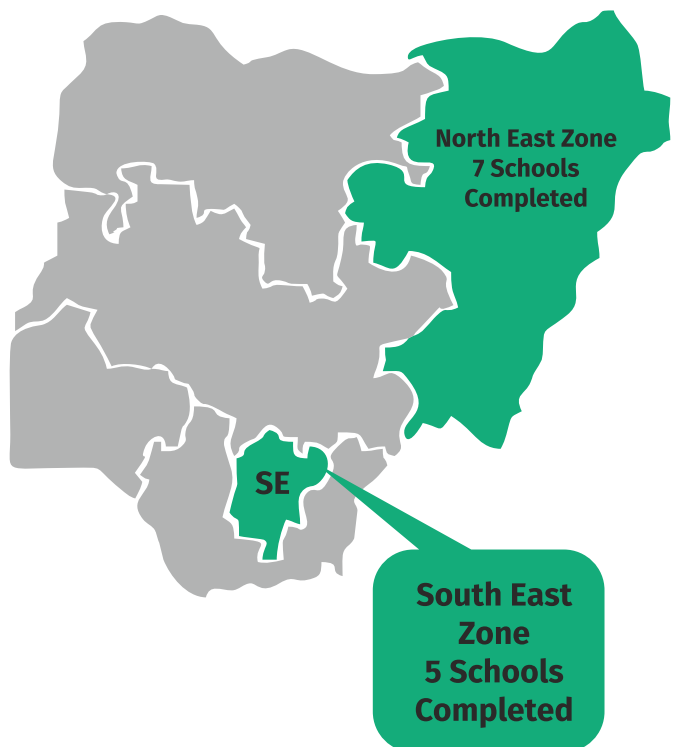 North East Zone
7 Schools
Completed
SE
South East
Zone
5 Schools
Completed